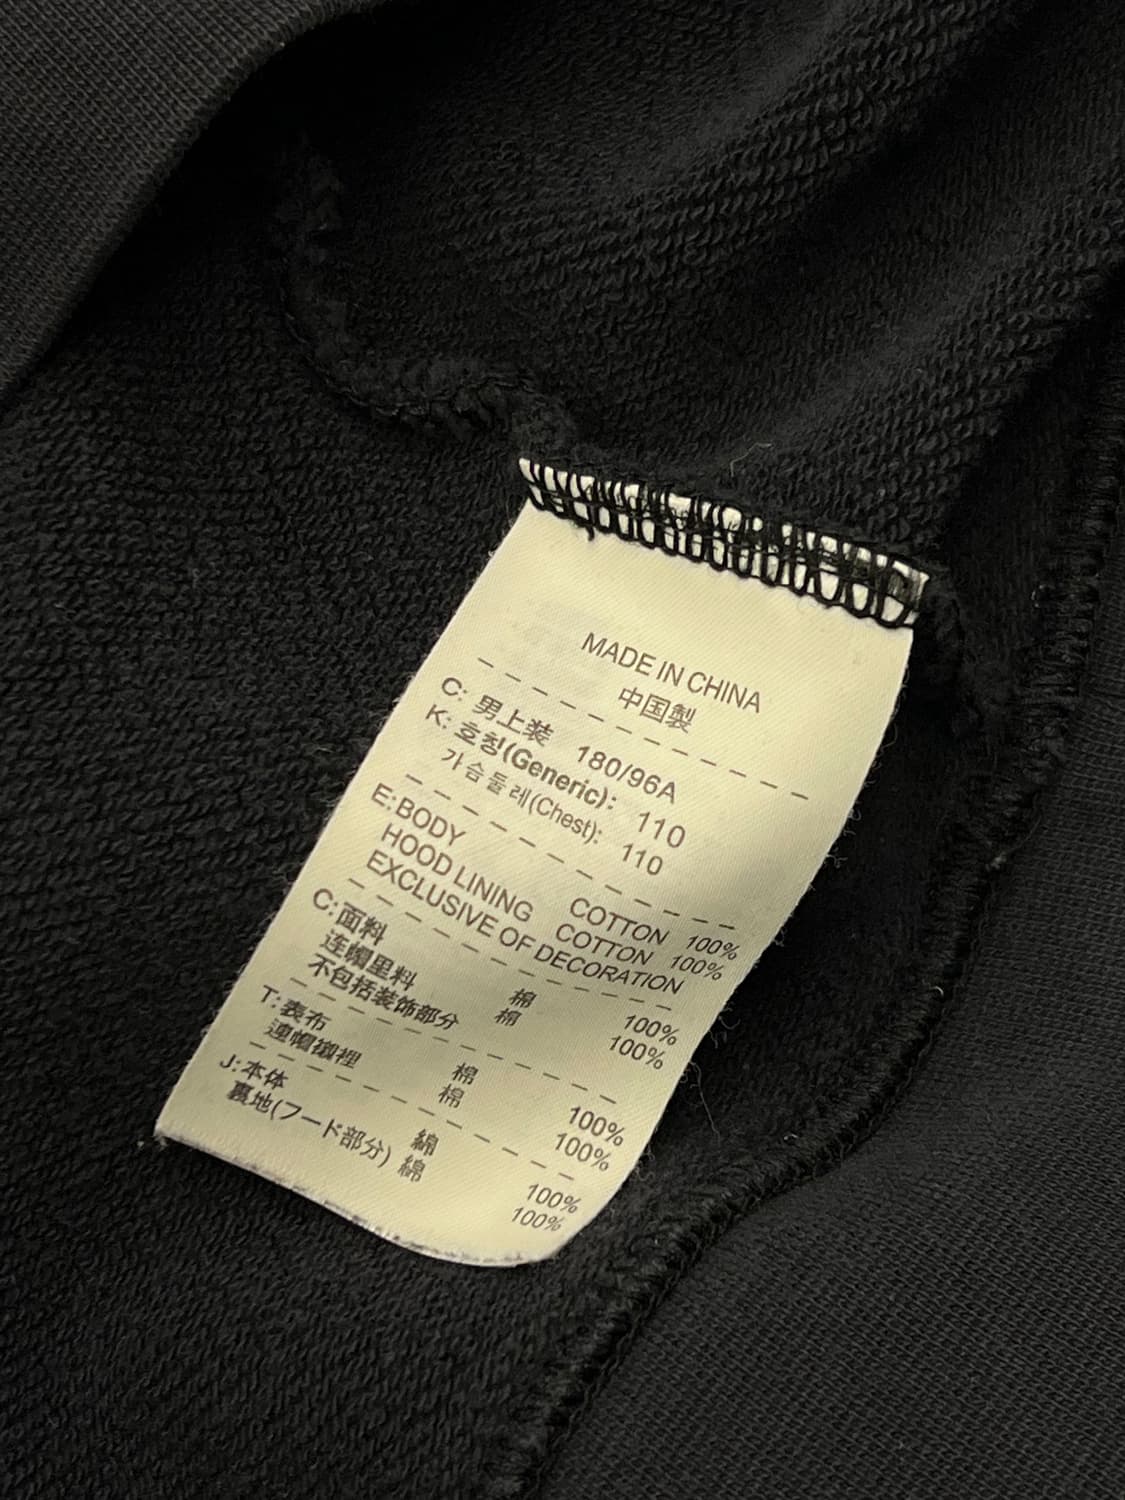 MADE IN CHINA
中国製
C: 男上装 180/96A
K: 호칭(Generic): 110
가슴둘레(Chest): 110
E: BODY COTTON 100%
HOOD LINING COTTON 100%
EXCLUSIVE OF DECORATION
C: 面料 棉 100%
连帽里料 棉 100%
不包括装饰部分
T: 表布 棉 100%
連帽襯裡 棉 100%
J: 本体 綿 100%
裏地(フード部分) 綿 100%